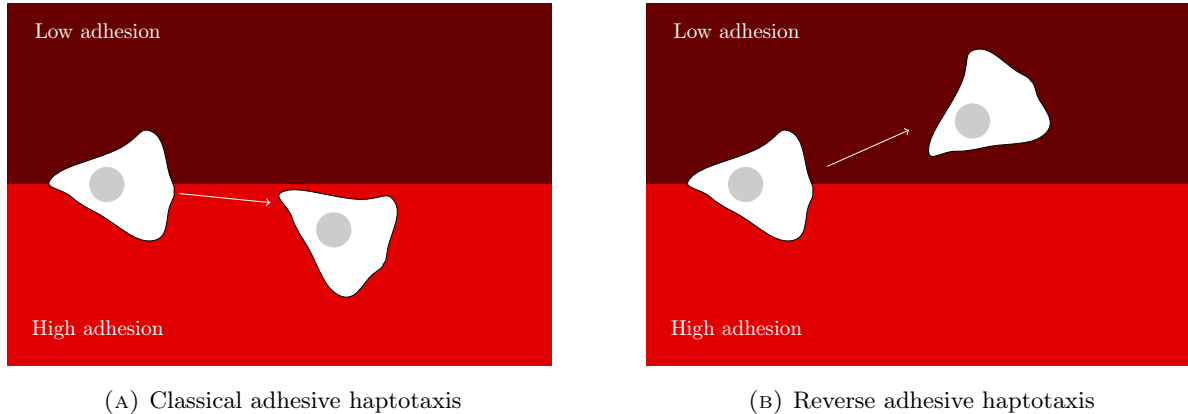 Low adhesion
High adhesion
(A) Classical adhesive haptotaxis
Low adhesion
High adhesion
(B) Reverse adhesive haptotaxis